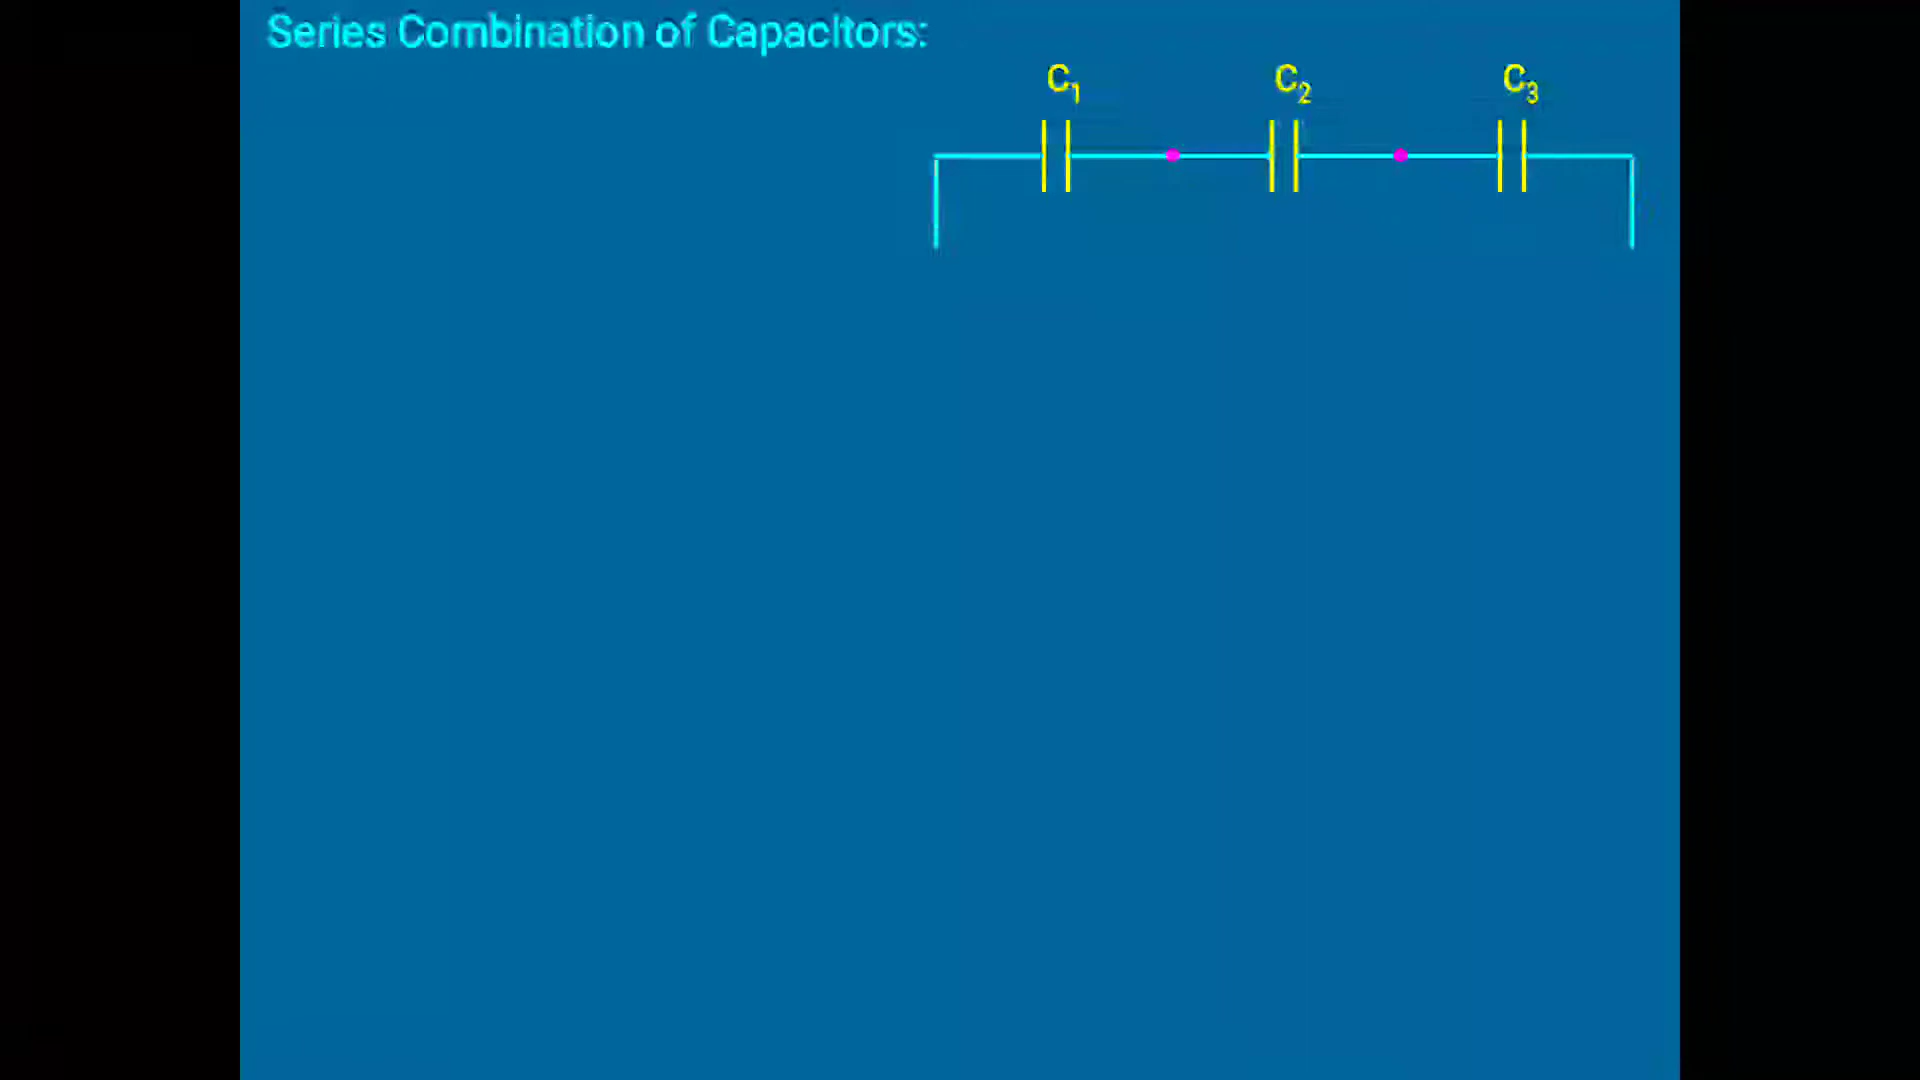 Series Combination of Capacitors:
C₁ C₂ C₃